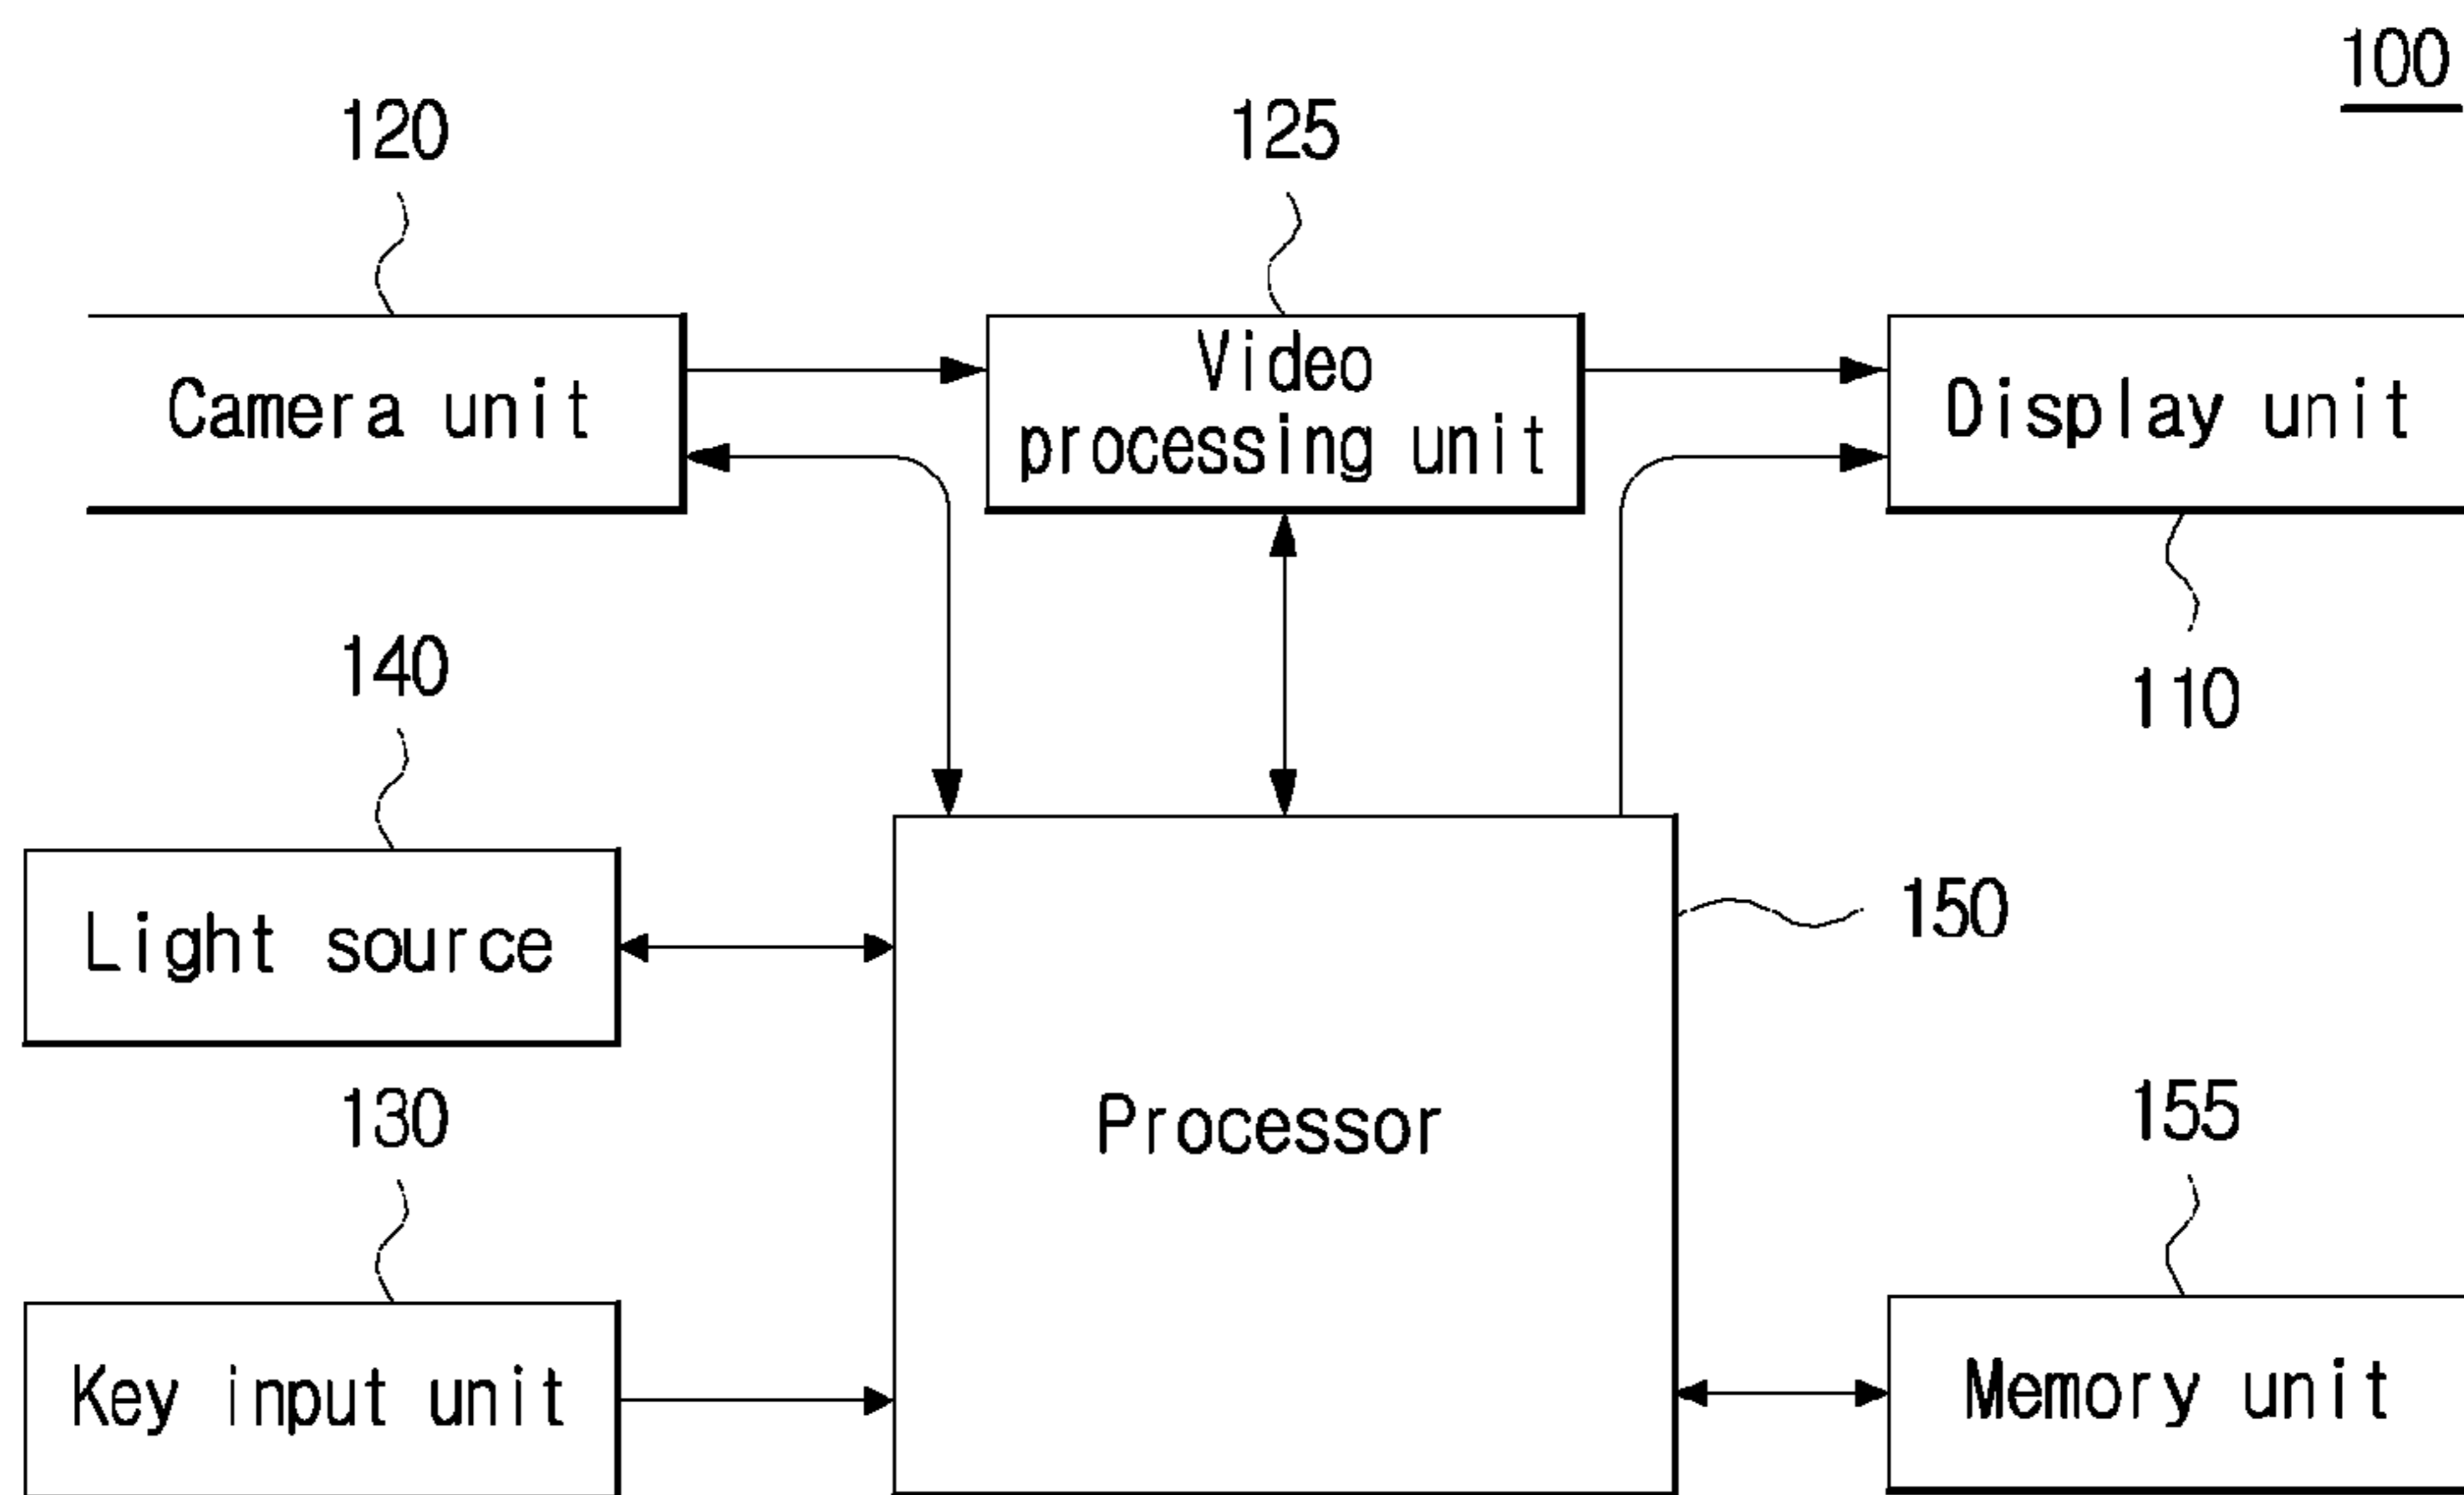 100
120
125
Camera unit
Video
processing unit
Display unit
140
110
Light source
150
130
Processor
155
Key input unit
Memory unit